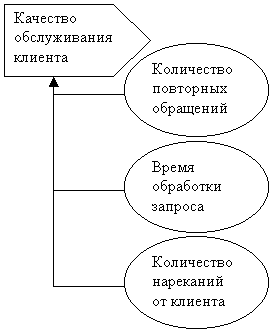 Качество
обслуживания
клиента
Количество
повторных
обращений
Время
обработки
запроса
Количество
нареканий
от клиента